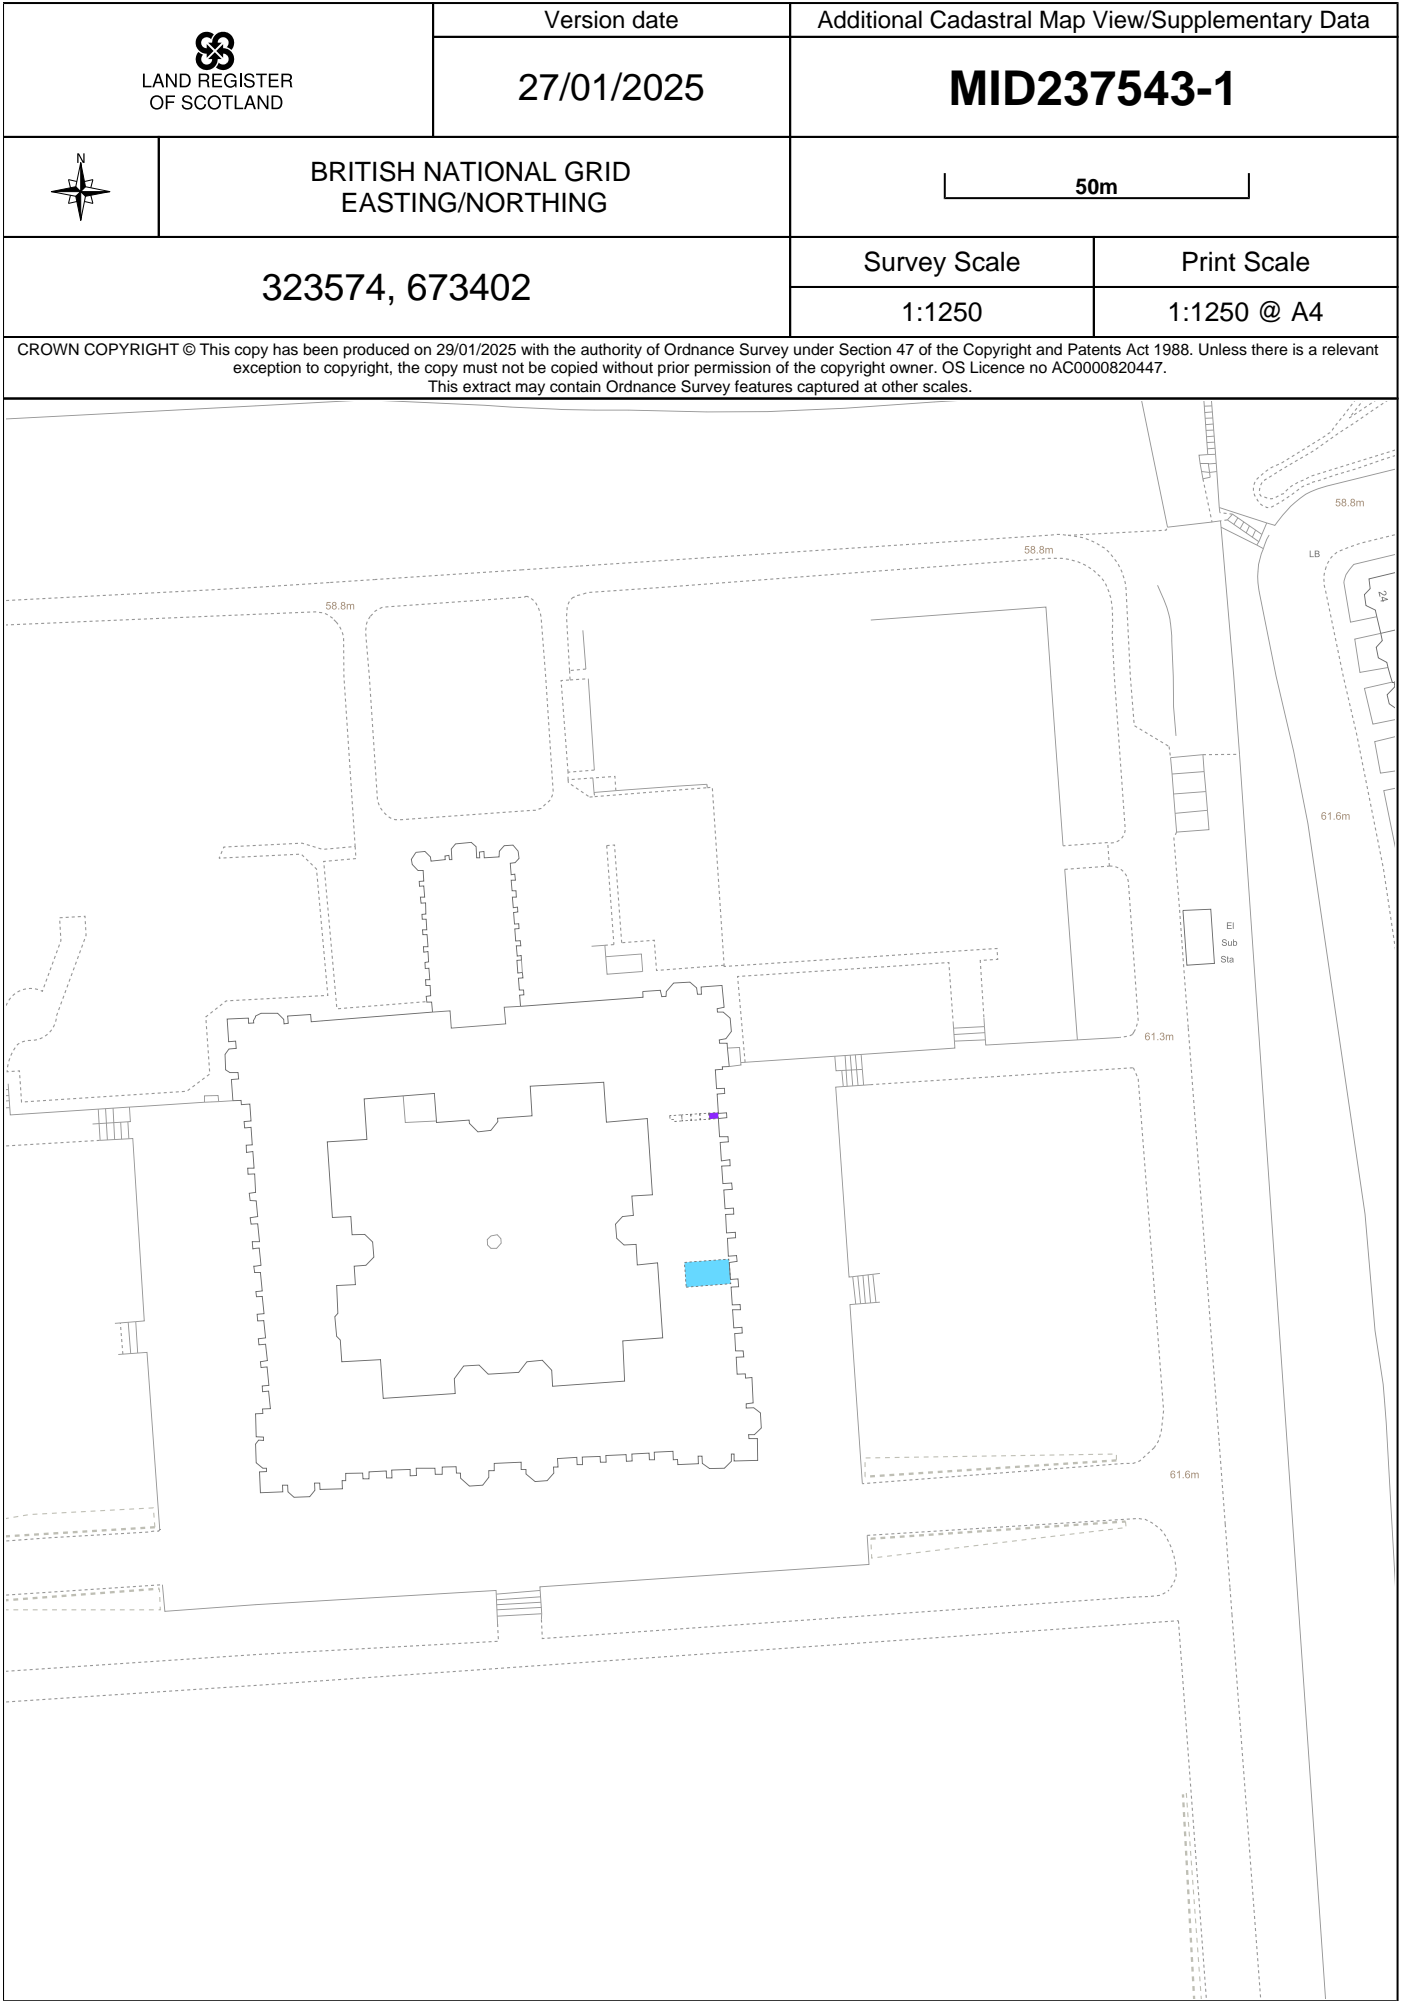 LAND REGISTER
OF SCOTLAND
Version date
27/01/2025
Additional Cadastral Map View/Supplementary Data
MID237543-1
N
BRITISH NATIONAL GRID
EASTING/NORTHING
50m
323574, 673402
Survey Scale
1:1250
Print Scale
1:1250 @ A4
CROWN COPYRIGHT © This copy has been produced on 29/01/2025 with the authority of Ordnance Survey under Section 47 of the Copyright and Patents Act 1988. Unless there is a relevant
exception to copyright, the copy must not be copied without prior permission of the copyright owner. OS Licence no AC0000820447.
This extract may contain Ordnance Survey features captured at other scales.
58.8m
58.8m
LB
24
58.8m
61.6m
El
Sub
Sta
61.3m
61.6m